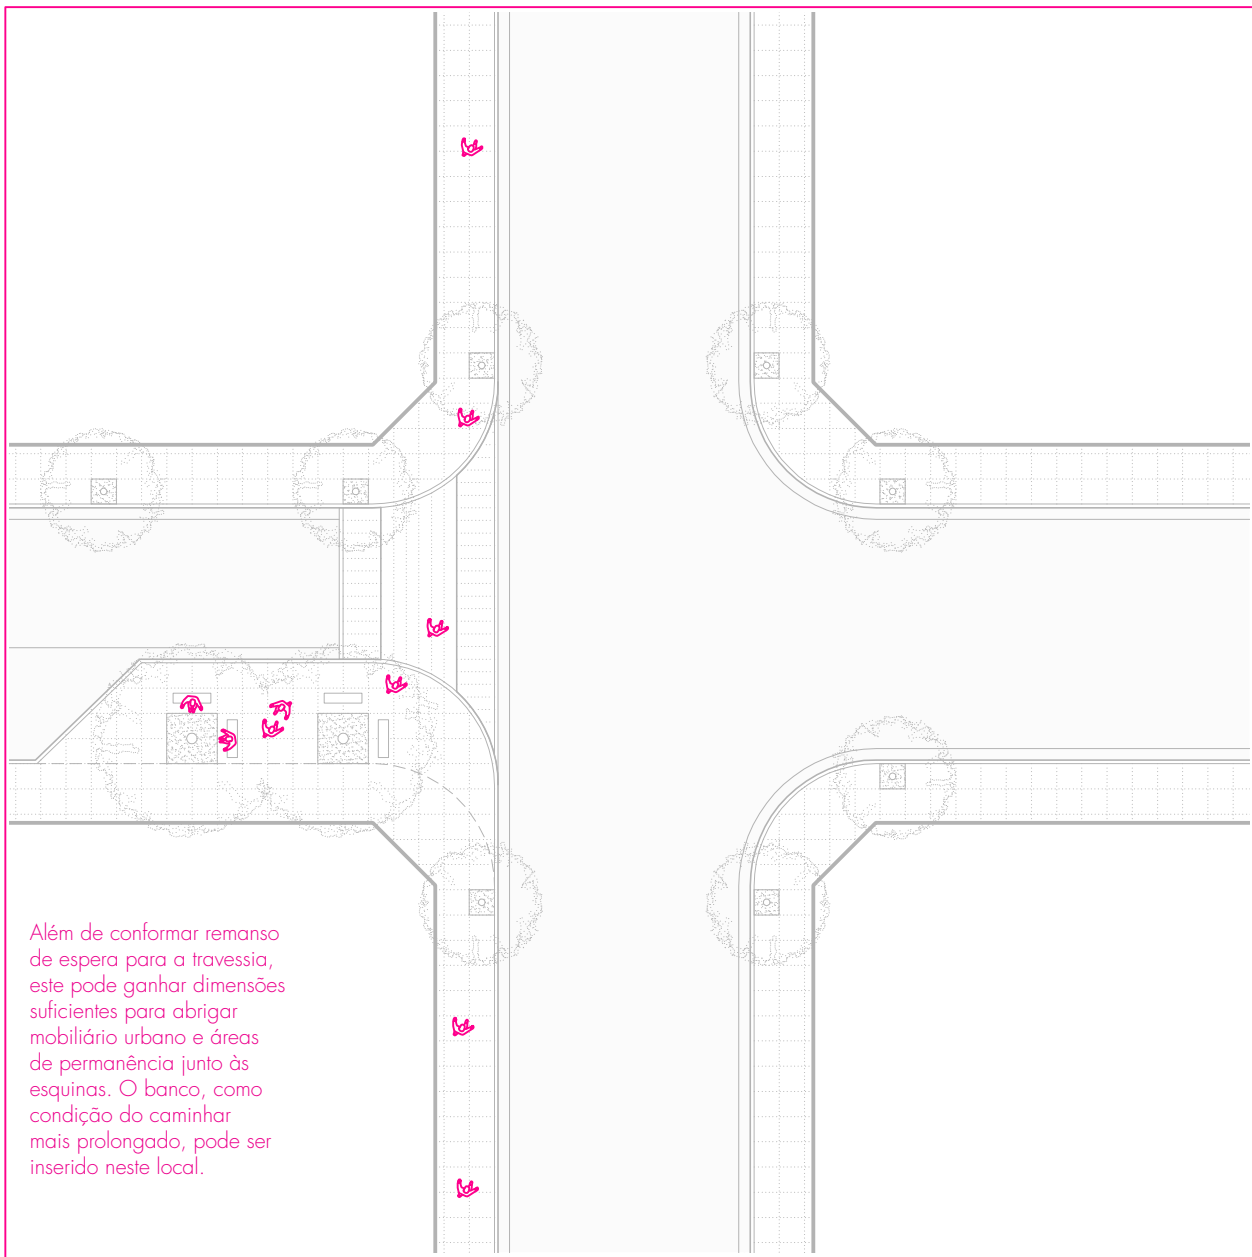 Além de conformar remanso
de espera para a travessia,
este pode ganhar dimensões
suficientes para abrigar
mobiliário urbano e áreas
de permanência junto às
esquinas. O banco, como
condição do caminhar
mais prolongado, pode ser
inserido neste local.